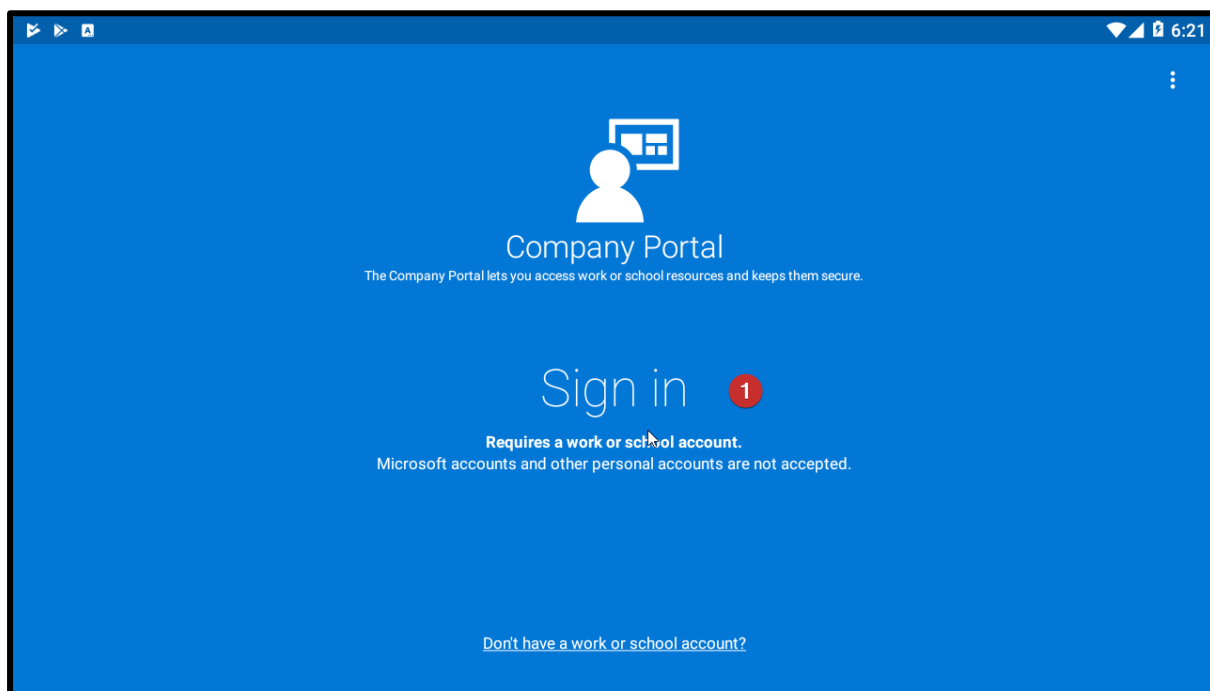 6:21
Company Portal
The Company Portal lets you access work or school resources and keeps them secure.
Sign in 1
Requires a work or school account.
Microsoft accounts and other personal accounts are not accepted.
Don't have a work or school account?